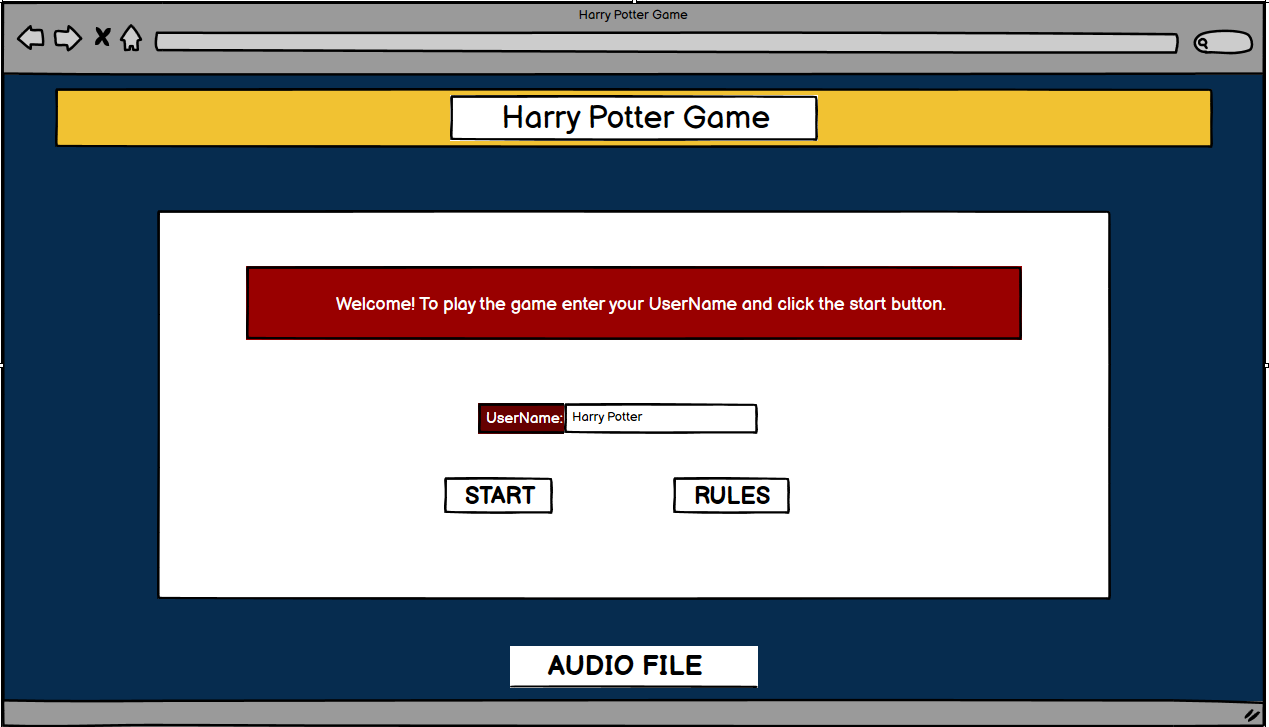 Harry Potter Game
Harry Potter Game
Welcome! To play the game enter your UserName and click the start button.
UserName: Harry Potter
START RULES
AUDIO FILE